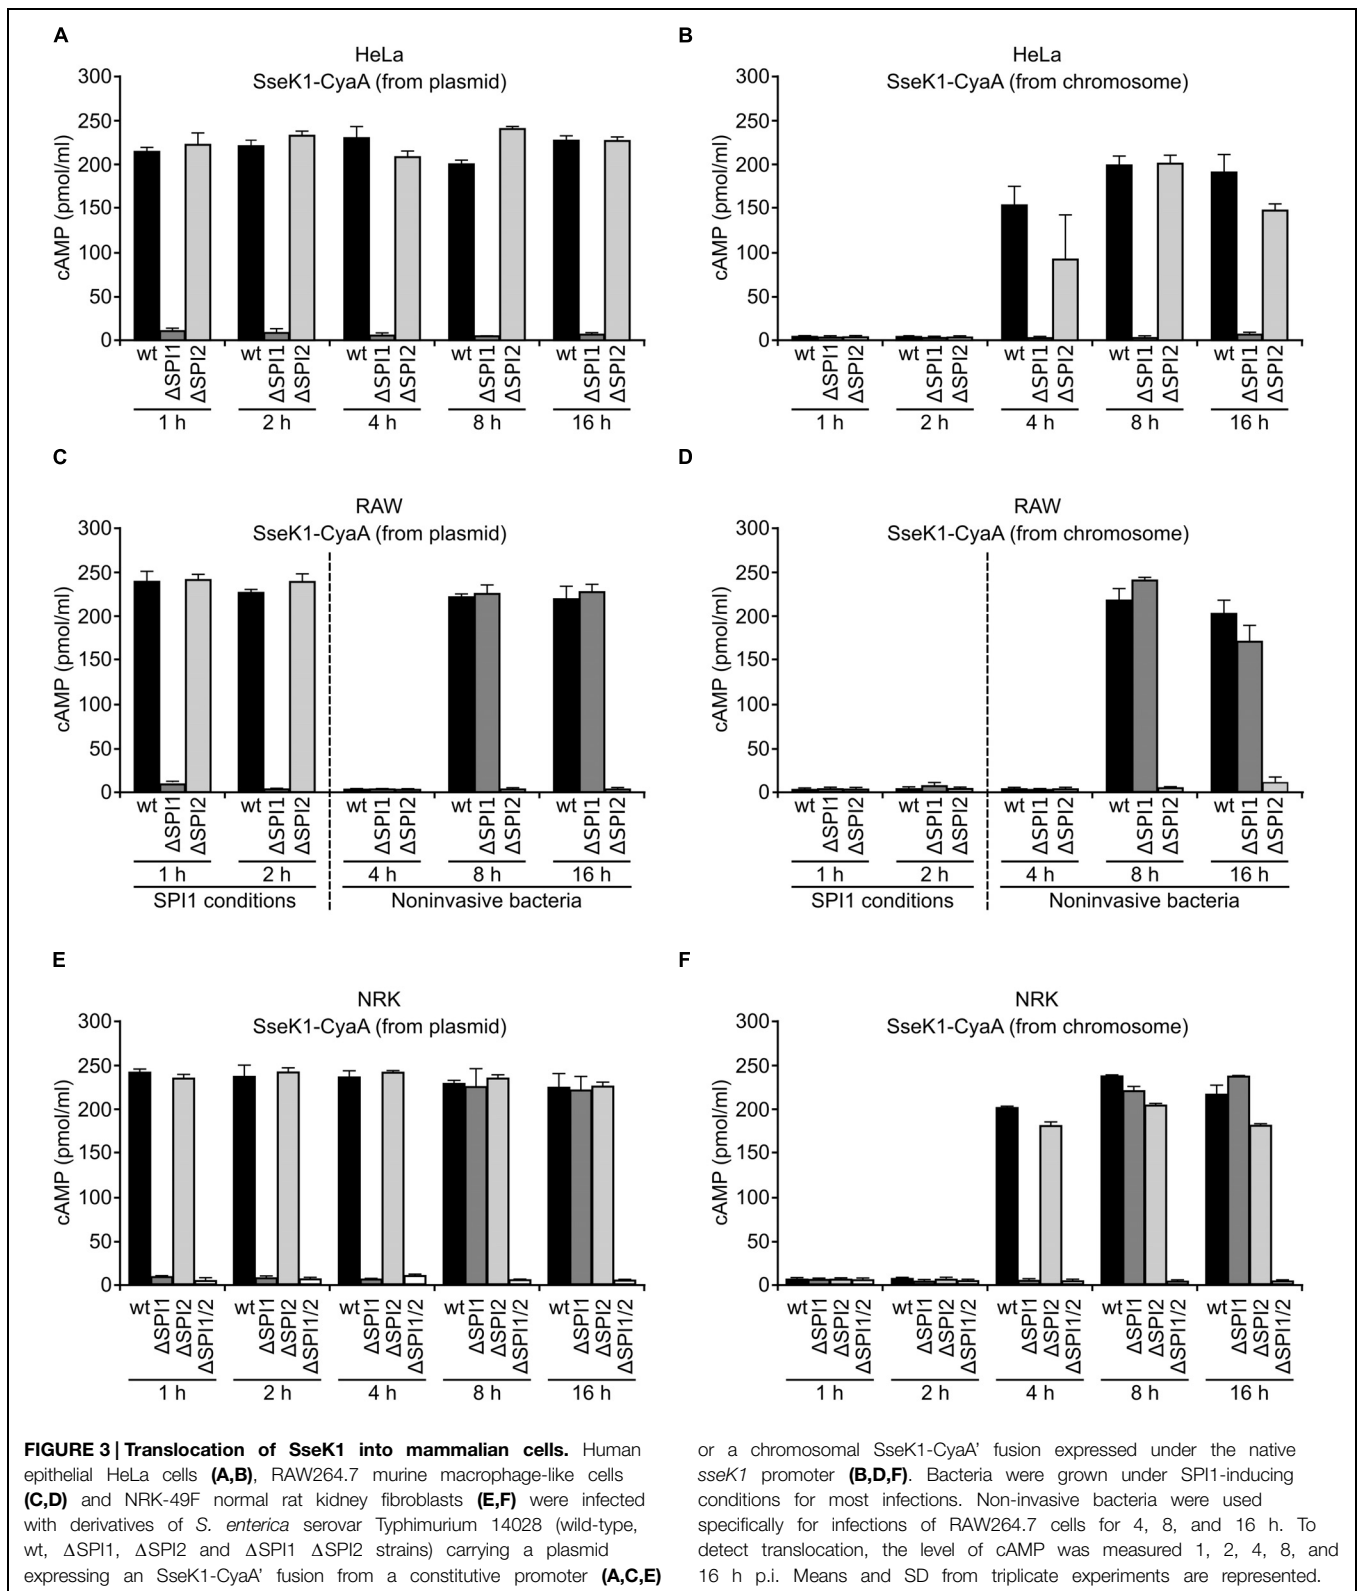 A
HeLa
SseK1-CyaA (from plasmid)
300
250
200
150
100
50
0
cAMP (pmol/ml)
wt ΔSPI1 ΔSPI2 wt ΔSPI1 ΔSPI2 wt ΔSPI1 ΔSPI2 wt ΔSPI1 ΔSPI2 wt ΔSPI1 ΔSPI2
1 h 2 h 4 h 8 h 16 h
B
HeLa
SseK1-CyaA (from chromosome)
300
250
200
150
100
50
0
cAMP (pmol/ml)
wt ΔSPI1 ΔSPI2 wt ΔSPI1 ΔSPI2 wt ΔSPI1 ΔSPI2 wt ΔSPI1 ΔSPI2 wt ΔSPI1 ΔSPI2
1 h 2 h 4 h 8 h 16 h
C
RAW
SseK1-CyaA (from plasmid)
300
250
200
150
100
50
0
cAMP (pmol/ml)
wt ΔSPI1 ΔSPI2 wt ΔSPI1 ΔSPI2 wt ΔSPI1 ΔSPI2 wt ΔSPI1 ΔSPI2 wt ΔSPI1 ΔSPI2
1 h 2 h 4 h 8 h 16 h
SPI1 conditions Noninvasive bacteria
D
RAW
SseK1-CyaA (from chromosome)
300
250
200
150
100
50
0
cAMP (pmol/ml)
wt ΔSPI1 ΔSPI2 wt ΔSPI1 ΔSPI2 wt ΔSPI1 ΔSPI2 wt ΔSPI1 ΔSPI2 wt ΔSPI1 ΔSPI2
1 h 2 h 4 h 8 h 16 h
SPI1 conditions Noninvasive bacteria
E
NRK
SseK1-CyaA (from plasmid)
300
250
200
150
100
50
0
cAMP (pmol/ml)
wt ΔSPI1 ΔSPI2 ΔSPI1/2 wt ΔSPI1 ΔSPI2 ΔSPI1/2 wt ΔSPI1 ΔSPI2 ΔSPI1/2 wt ΔSPI1 ΔSPI2 ΔSPI1/2 wt ΔSPI1 ΔSPI2 ΔSPI1/2
1 h 2 h 4 h 8 h 16 h
F
NRK
SseK1-CyaA (from chromosome)
300
250
200
150
100
50
0
cAMP (pmol/ml)
wt ΔSPI1 ΔSPI2 ΔSPI1/2 wt ΔSPI1 ΔSPI2 ΔSPI1/2 wt ΔSPI1 ΔSPI2 ΔSPI1/2 wt ΔSPI1 ΔSPI2 ΔSPI1/2 wt ΔSPI1 ΔSPI2 ΔSPI1/2
1 h 2 h 4 h 8 h 16 h
FIGURE 3 | Translocation of SseK1 into mammalian cells. Human
epithelial HeLa cells (A,B), RAW264.7 murine macrophage-like cells
(C,D) and NRK-49F normal rat kidney fibroblasts (E,F) were infected
with derivatives of S. enterica serovar Typhimurium 14028 (wild-type,
wt, ΔSPI1, ΔSPI2 and ΔSPI1 ΔSPI2 strains) carrying a plasmid
expressing an SseK1-CyaA' fusion from a constitutive promoter (A,C,E)
or a chromosomal SseK1-CyaA' fusion expressed under the native
sseK1 promoter (B,D,F). Bacteria were grown under SPI1-inducing
conditions for most infections. Non-invasive bacteria were used
specifically for infections of RAW264.7 cells for 4, 8, and 16 h. To
detect translocation, the level of cAMP was measured 1, 2, 4, 8, and
16 h p.i. Means and SD from triplicate experiments are represented.